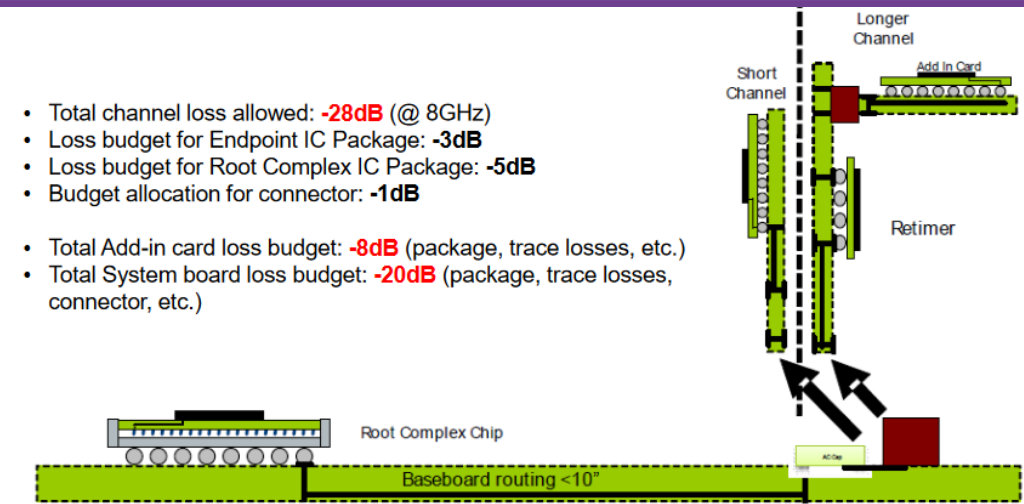 Longer
Channel
Add In Card
Short
Channel
• Total channel loss allowed: -28dB (@ 8GHz)
• Loss budget for Endpoint IC Package: -3dB
• Loss budget for Root Complex IC Package: -5dB
• Budget allocation for connector: -1dB
• Total Add-in card loss budget: -8dB (package, trace losses, etc.)
• Total System board loss budget: -20dB (package, trace losses,
connector, etc.)
Retimer
Root Complex Chip
AC Cap
Baseboard routing <10"